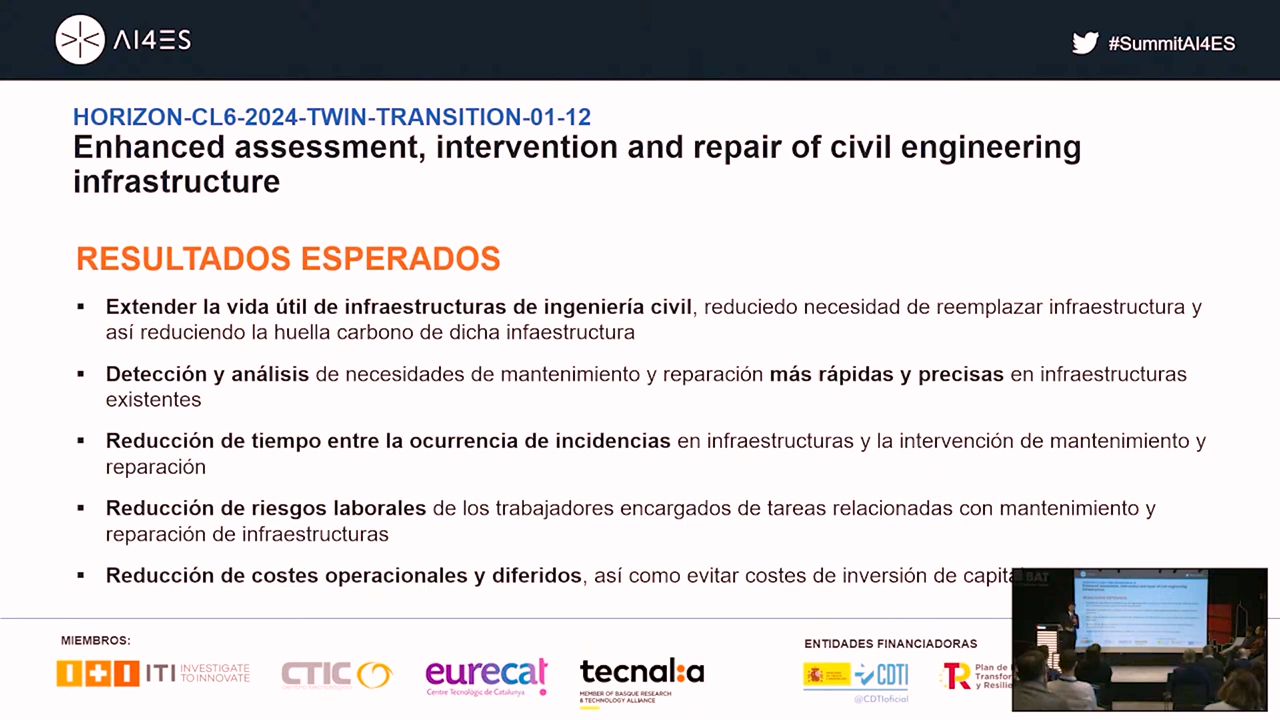 AI4ES
#SummitAI4ES
HORIZON-CL6-2024-TWIN-TRANSITION-01-12
Enhanced assessment, intervention and repair of civil engineering
infrastructure
RESULTADOS ESPERADOS
▪ Extender la vida útil de infraestructuras de ingeniería civil, reduciedo necesidad de reemplazar infraestructura y
así reduciendo la huella carbono de dicha infaestructura
▪ Detección y análisis de necesidades de mantenimiento y reparación más rápidas y precisas en infraestructuras
existentes
▪ Reducción de tiempo entre la ocurrencia de incidencias en infraestructuras y la intervención de mantenimiento y
reparación
▪ Reducción de riesgos laborales de los trabajadores encargados de tareas relacionadas con mantenimiento y
reparación de infraestructuras
▪ Reducción de costes operacionales y diferidos, así como evitar costes de inversión de
MIEMBROS:
ENTIDADES FINANCIADORAS
ITI INVESTIGATE
TO INNOVATE
CTIC
eurecat
Centre Tecnològic de Catalunya
tecnalia
MEMBER OF BASQUE RESEARCH
& TECHNOLOGY ALLIANCE
CDTI
@CDTIoficial
Plan de